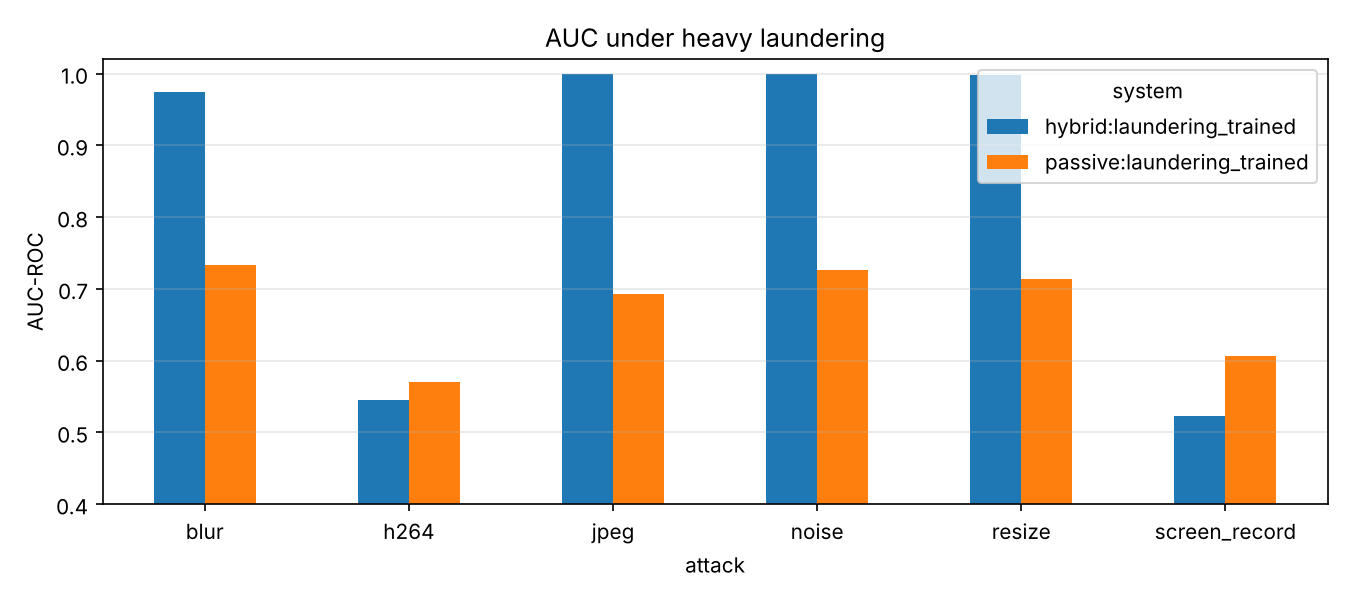 AUC under heavy laundering
system
hybrid:laundering_trained
passive:laundering_trained
AUC-ROC
1.0
0.9
0.8
0.7
0.6
0.5
0.4
blur
h264
jpeg
noise
resize
screen_record
attack